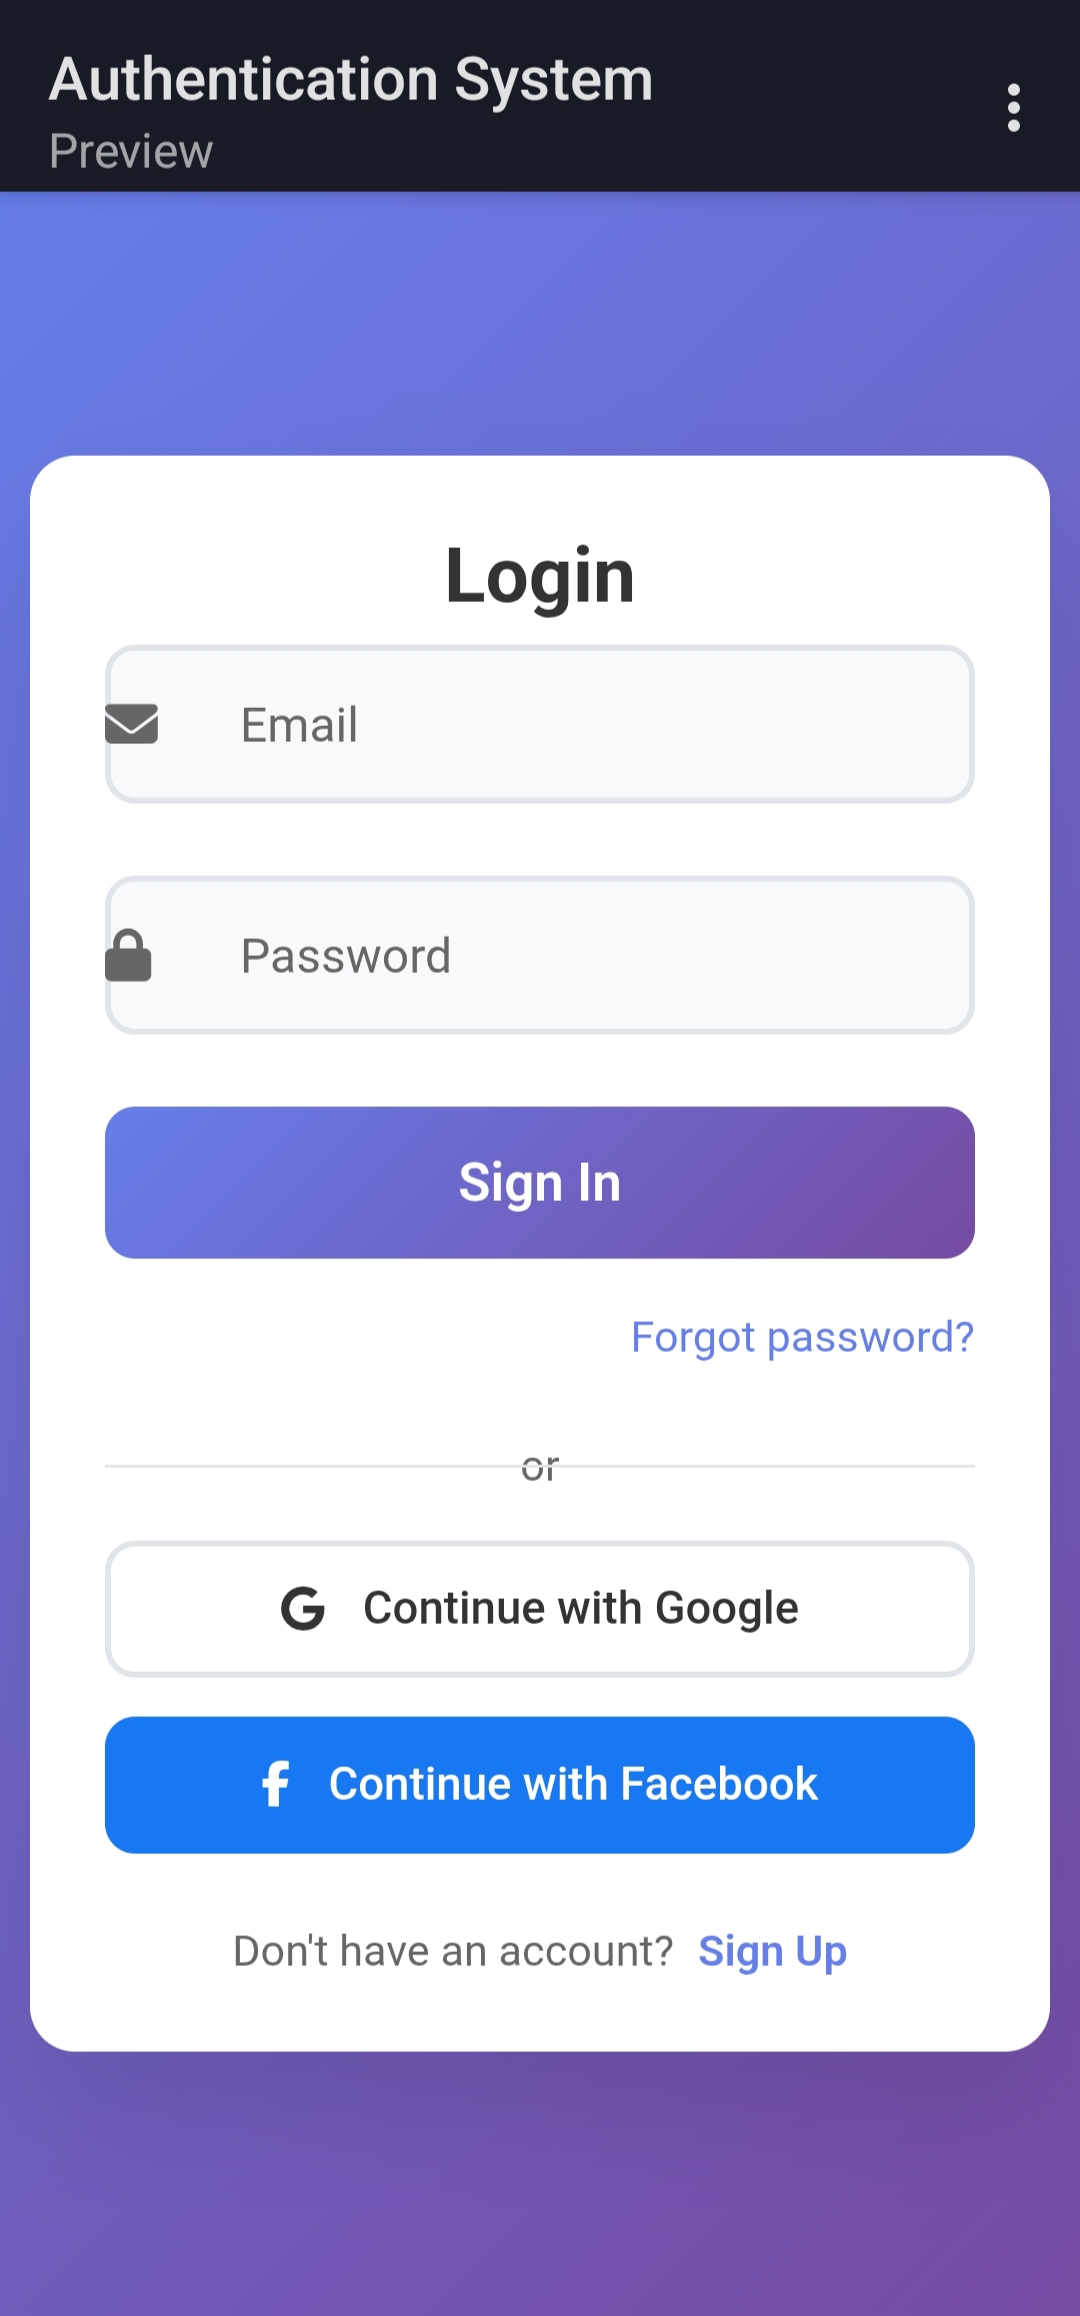 Authentication System
Preview
Login
Email
Password
Sign In
Forgot password?
or
Continue with Google
Continue with Facebook
Don't have an account? Sign Up